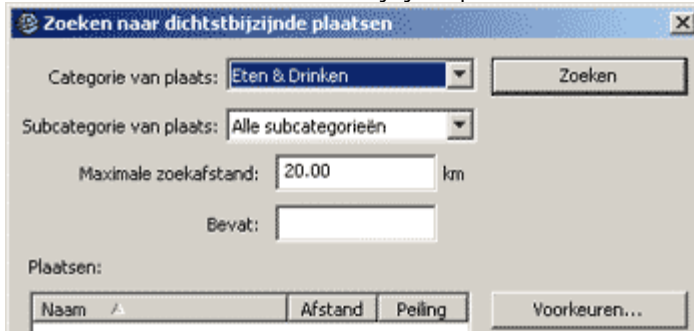 Zoeken naar dichtstbijzijnde plaatsen
Categorie van plaats: Eten & Drinken Zoeken
Subcategorie van plaats: Alle subcategorieën
Maximale zoekafstand: 20.00 km
Bevat:
Plaatsen:
Naam Afstand Peiling Voorkeuren...